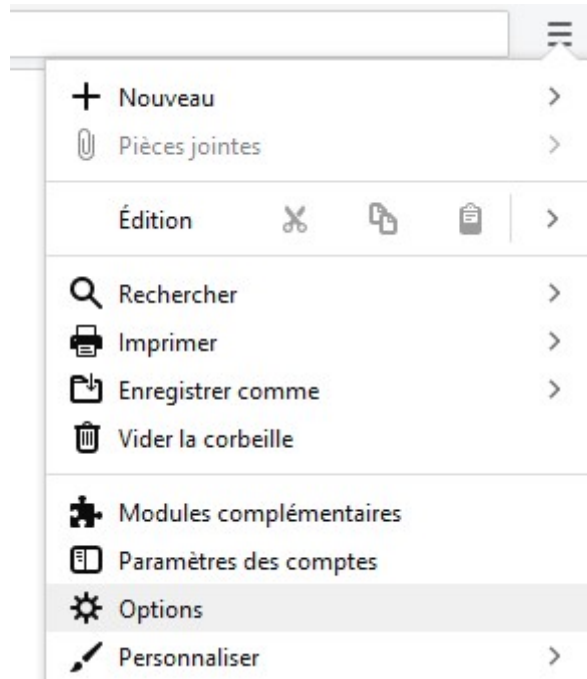 Nouveau
Pièces jointes
Édition
Rechercher
Imprimer
Enregistrer comme
Vider la corbeille
Modules complémentaires
Paramètres des comptes
Options
Personnaliser